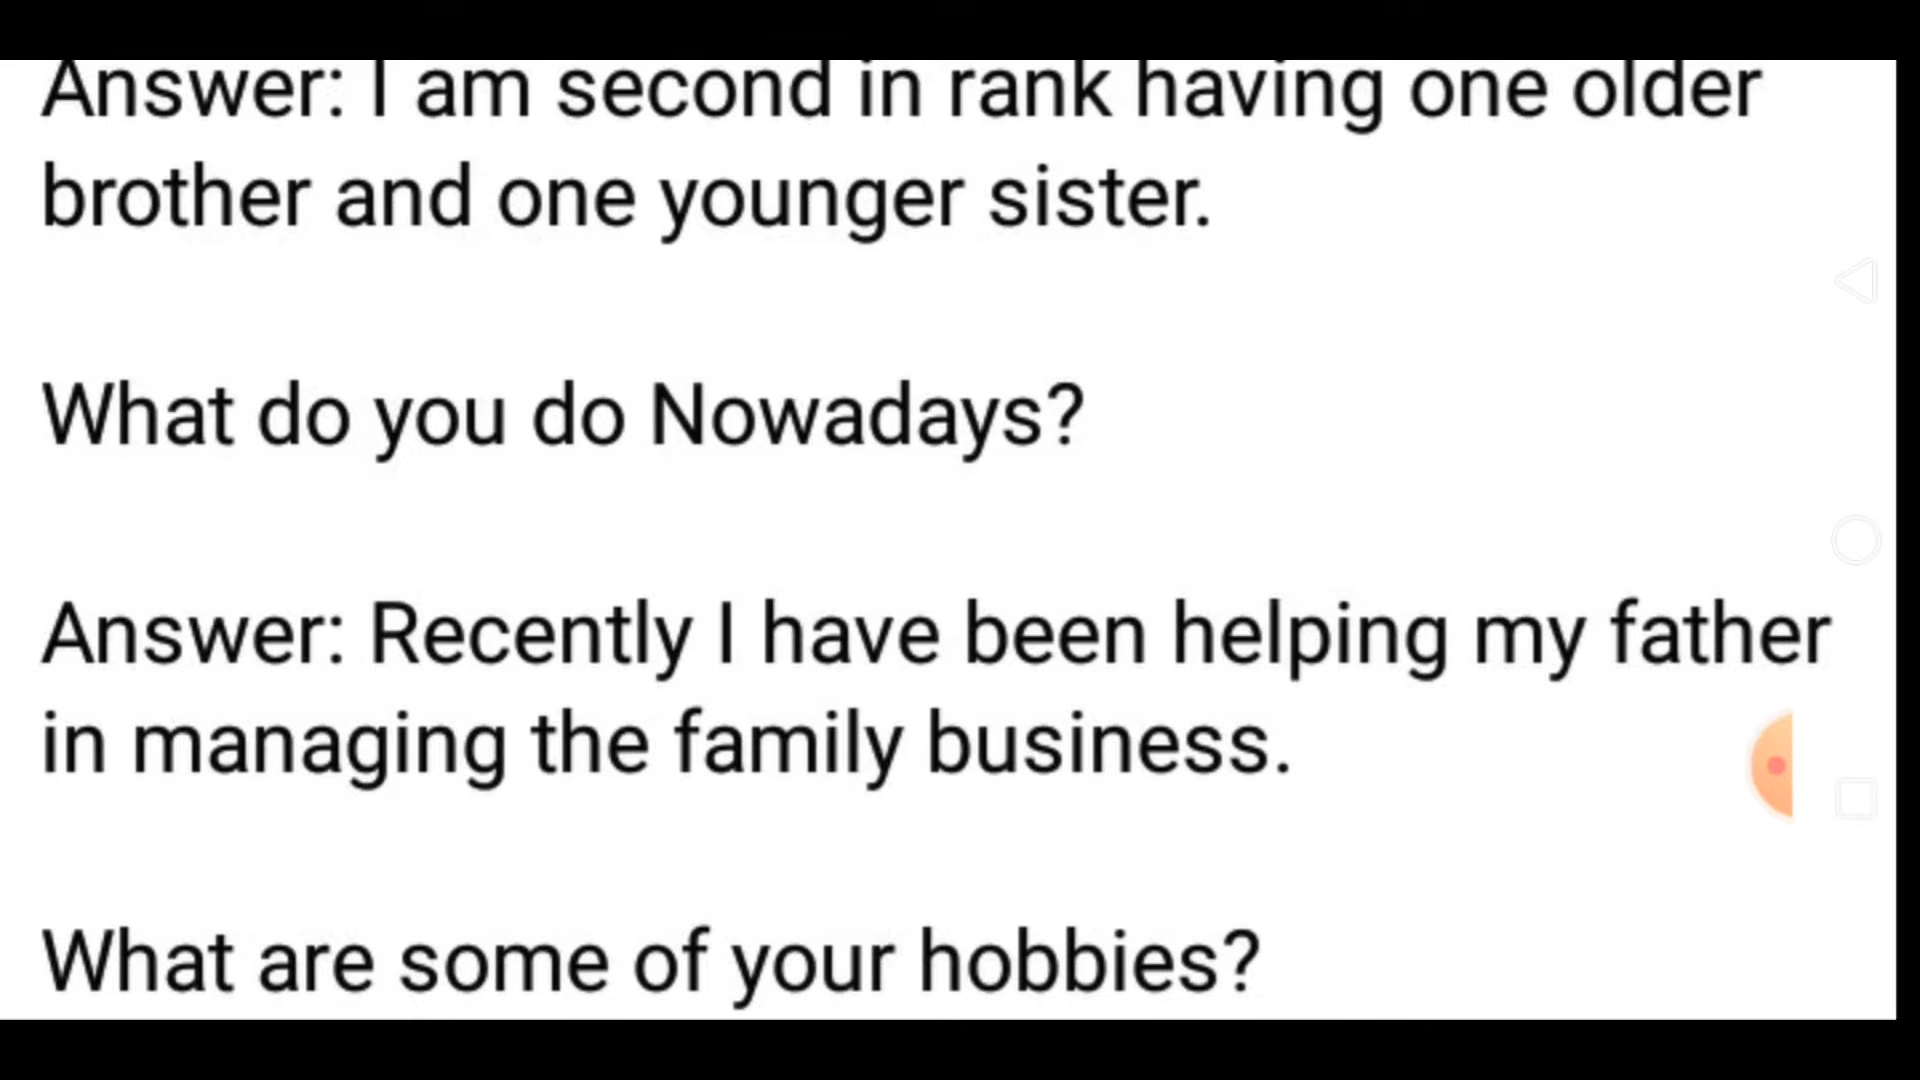 Answer: I am second in rank having one older
brother and one younger sister.
What do you do Nowadays?
Answer: Recently I have been helping my father
in managing the family business.
What are some of your hobbies?